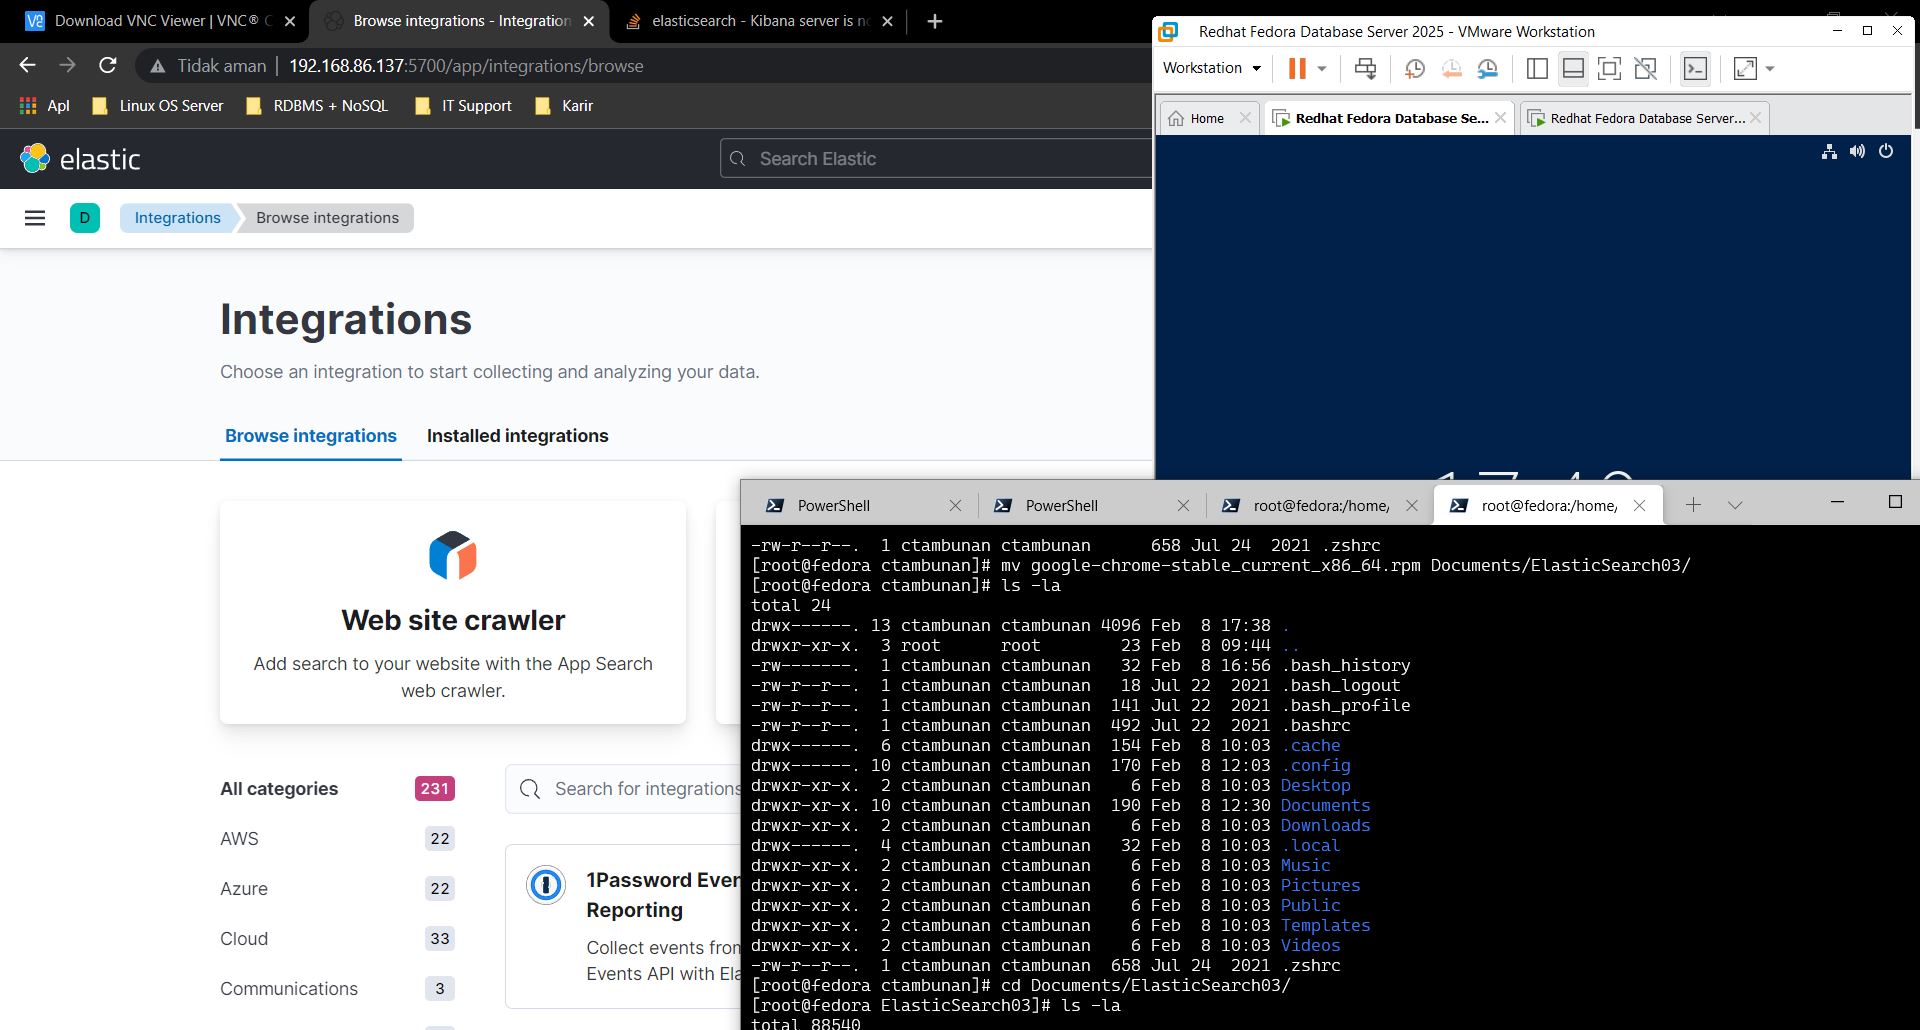 Download VNC Viewer | VNC®
Browse integrations - Integration
elasticsearch - Kibana server is
Tidak aman
192.168.86.137:5700/app/integrations/browse
Apl
Linux OS Server
RDBMS + NoSQL
IT Support
Karir
elastic
Search Elastic
D
Integrations
Browse integrations
Integrations
Choose an integration to start collecting and analyzing your data.
Browse integrations
Installed integrations
Web site crawler
Add search to your website with the App Search
web crawler.
All categories 231
AWS 22
Azure 22
Cloud 33
Communications 3
Search for integrations
1Password Even
Reporting
Collect events from
Events API with Ela
Redhat Fedora Database Server 2025 - VMware Workstation
Workstation
Home
Redhat Fedora Database Se...
Redhat Fedora Database Server...
PowerShell
PowerShell
root@fedora:/home/
root@fedora:/home/
-rw-r--r--.  1 ctambunan ctambunan      658 Jul 24  2021 .zshrc
[root@fedora ctambunan]# mv google-chrome-stable_current_x86_64.rpm Documents/ElasticSearch03/
[root@fedora ctambunan]# ls -la
total 24
drwx------. 13 ctambunan ctambunan 4096 Feb  8 17:38 .
drwxr-xr-x.  3 root      root        23 Feb  8 09:44 ..
-rw-------.  1 ctambunan ctambunan   32 Feb  8 16:56 .bash_history
-rw-r--r--.  1 ctambunan ctambunan   18 Jul 22  2021 .bash_logout
-rw-r--r--.  1 ctambunan ctambunan  141 Jul 22  2021 .bash_profile
-rw-r--r--.  1 ctambunan ctambunan  492 Jul 22  2021 .bashrc
drwx------.  6 ctambunan ctambunan  154 Feb  8 10:03 .cache
drwx------. 10 ctambunan ctambunan  170 Feb  8 12:03 .config
drwxr-xr-x.  2 ctambunan ctambunan    6 Feb  8 10:03 Desktop
drwxr-xr-x. 10 ctambunan ctambunan  190 Feb  8 12:30 Documents
drwxr-xr-x.  2 ctambunan ctambunan    6 Feb  8 10:03 Downloads
drwx------.  4 ctambunan ctambunan   32 Feb  8 10:03 .local
drwxr-xr-x.  2 ctambunan ctambunan    6 Feb  8 10:03 Music
drwxr-xr-x.  2 ctambunan ctambunan    6 Feb  8 10:03 Pictures
drwxr-xr-x.  2 ctambunan ctambunan    6 Feb  8 10:03 Public
drwxr-xr-x.  2 ctambunan ctambunan    6 Feb  8 10:03 Templates
drwxr-xr-x.  2 ctambunan ctambunan    6 Feb  8 10:03 Videos
-rw-r--r--.  1 ctambunan ctambunan  658 Jul 24  2021 .zshrc
[root@fedora ctambunan]# cd Documents/ElasticSearch03/
[root@fedora ElasticSearch03]# ls -la
total 88540